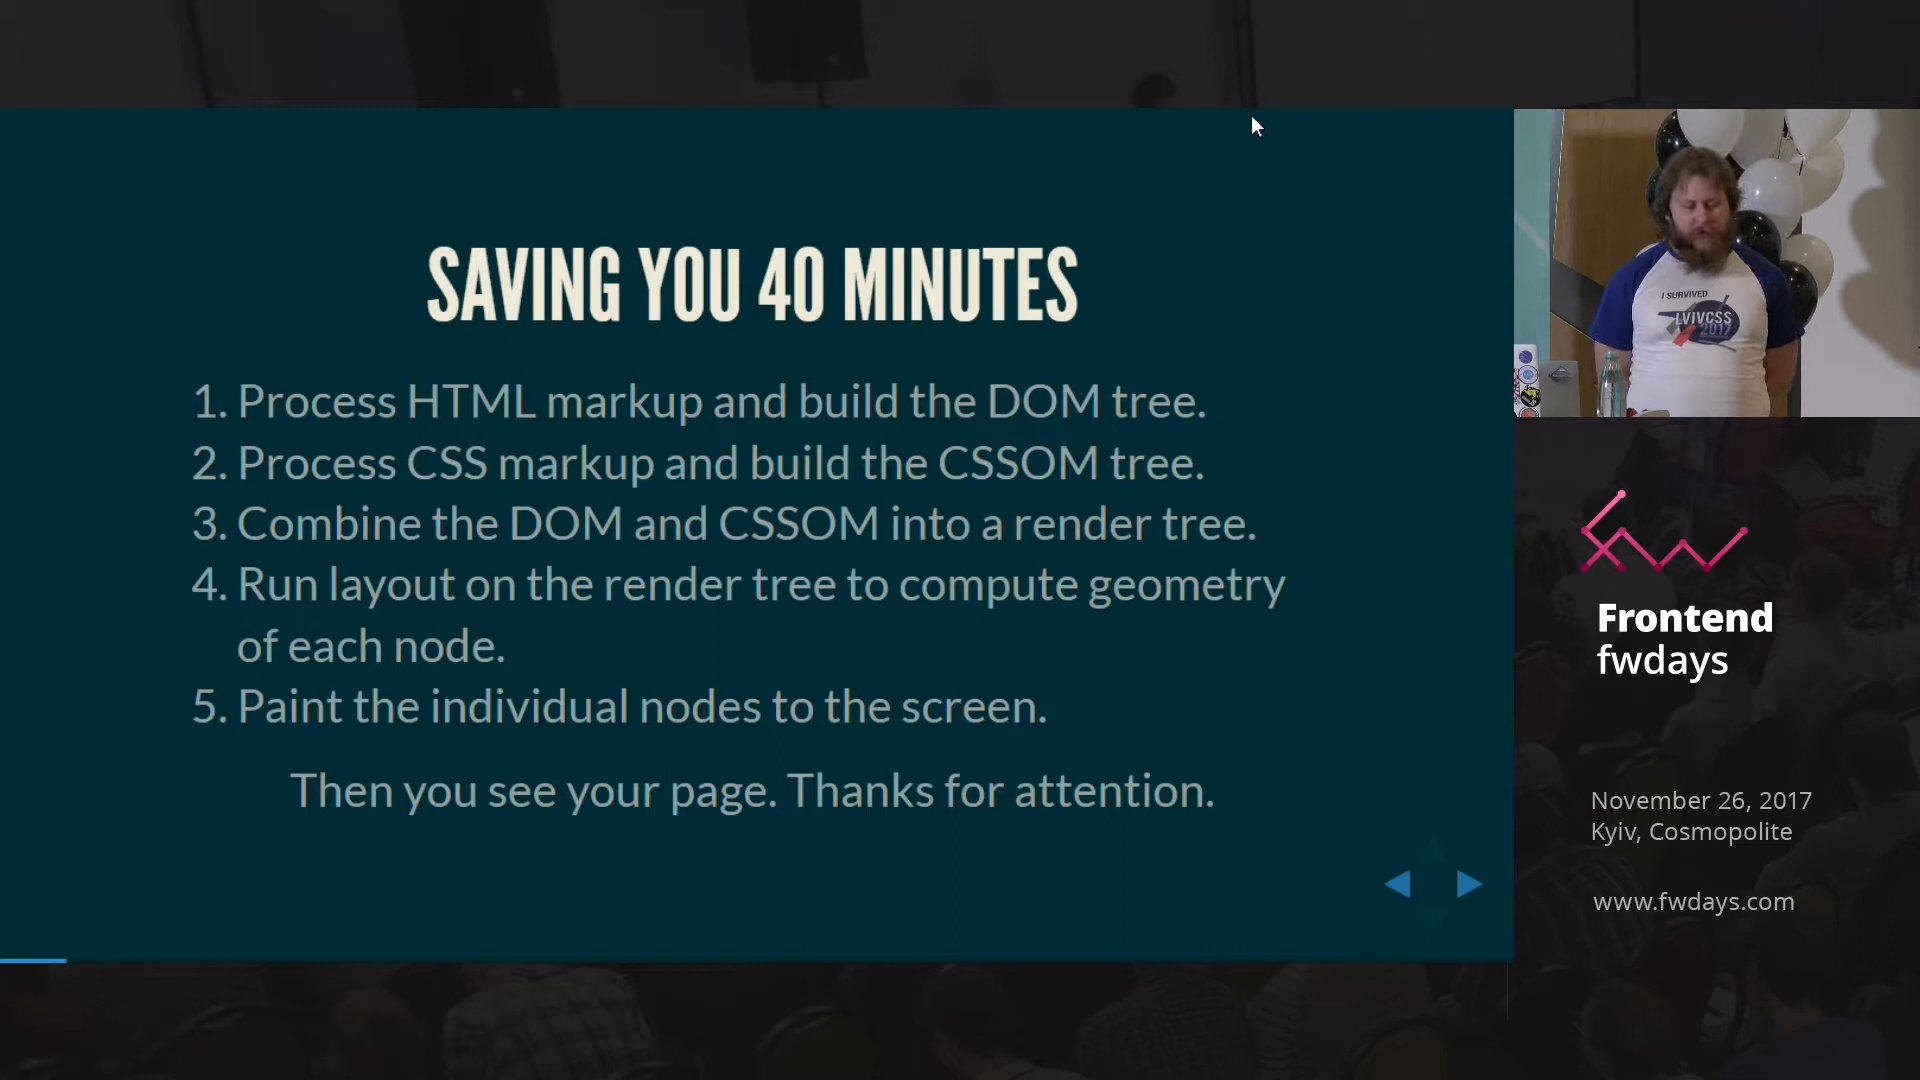 SAVING YOU 40 MINUTES
1. Process HTML markup and build the DOM tree.
2. Process CSS markup and build the CSSOM tree.
3. Combine the DOM and CSSOM into a render tree.
4. Run layout on the render tree to compute geometry
of each node.
5. Paint the individual nodes to the screen.
Then you see your page. Thanks for attention.
I SURVIVED
LVIVCSS
2017
Frontend
fwdays
November 26, 2017
Kyiv, Cosmopolite
www.fwdays.com